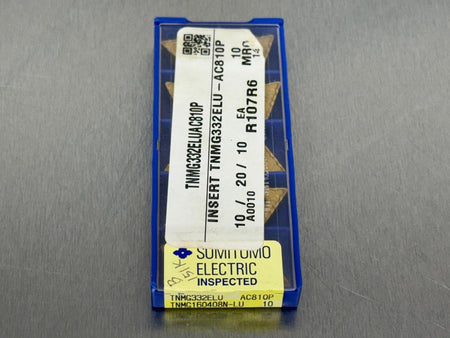 TNMG332ELUAC810P
INSERT TNMG332ELU-AC810P
10 / 20 / 10 EA
A0010 R107R6
10 MRO
14
SUMITOMO
ELECTRIC
INSPECTED
TNMG332ELU AC810P
TNMG160408N-LU 10